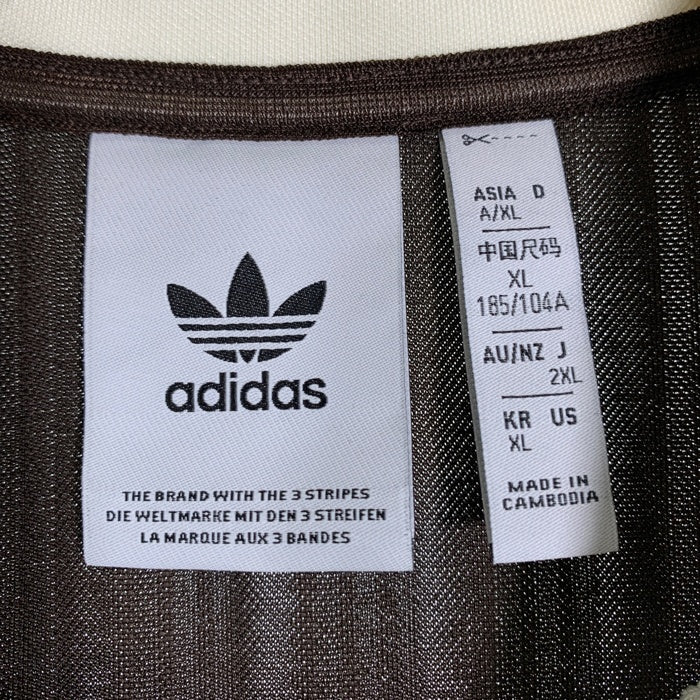 adidas
THE BRAND WITH THE 3 STRIPES
DIE WELTMARKE MIT DEN 3 STREIFEN
LA MARQUE AUX 3 BANDES
ASIA D
A/XL
中国尺码
XL
185/104A
AU/NZ J
2XL
KR US
XL
MADE IN
CAMBODIA